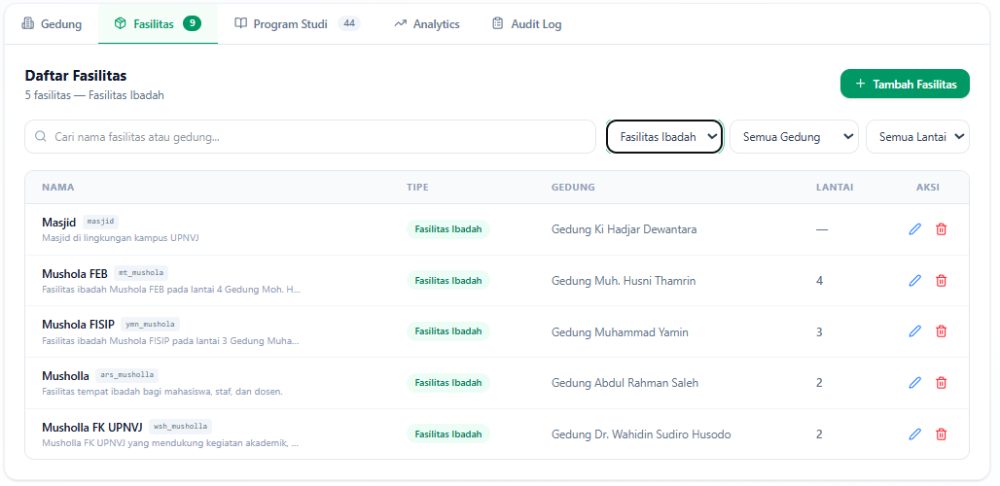 Gedung Fasilitas 9 Program Studi 44 Analytics Audit Log
Daftar Fasilitas
5 fasilitas — Fasilitas Ibadah
+ Tambah Fasilitas
Cari nama fasilitas atau gedung... Fasilitas Ibadah Semua Gedung Semua Lantai
NAMA TIPE GEDUNG LANTAI AKSI
Masjid masjid
Masjid di lingkungan kampus UPNVJ
Fasilitas Ibadah Gedung Ki Hadjar Dewantara —
Mushola FEB mt_mushola
Fasilitas ibadah Mushola FEB pada lantai 4 Gedung Moh. H...
Fasilitas Ibadah Gedung Muh. Husni Thamrin 4
Mushola FISIP ymn_mushola
Fasilitas ibadah Mushola FISIP pada lantai 3 Gedung Muha...
Fasilitas Ibadah Gedung Muhammad Yamin 3
Musholla ars_musholla
Fasilitas tempat ibadah bagi mahasiswa, staf, dan dosen.
Fasilitas Ibadah Gedung Abdul Rahman Saleh 2
Musholla FK UPNVJ wsh_musholla
Musholla FK UPNVJ yang mendukung kegiatan akademik, ...
Fasilitas Ibadah Gedung Dr. Wahidin Sudiro Husodo 2